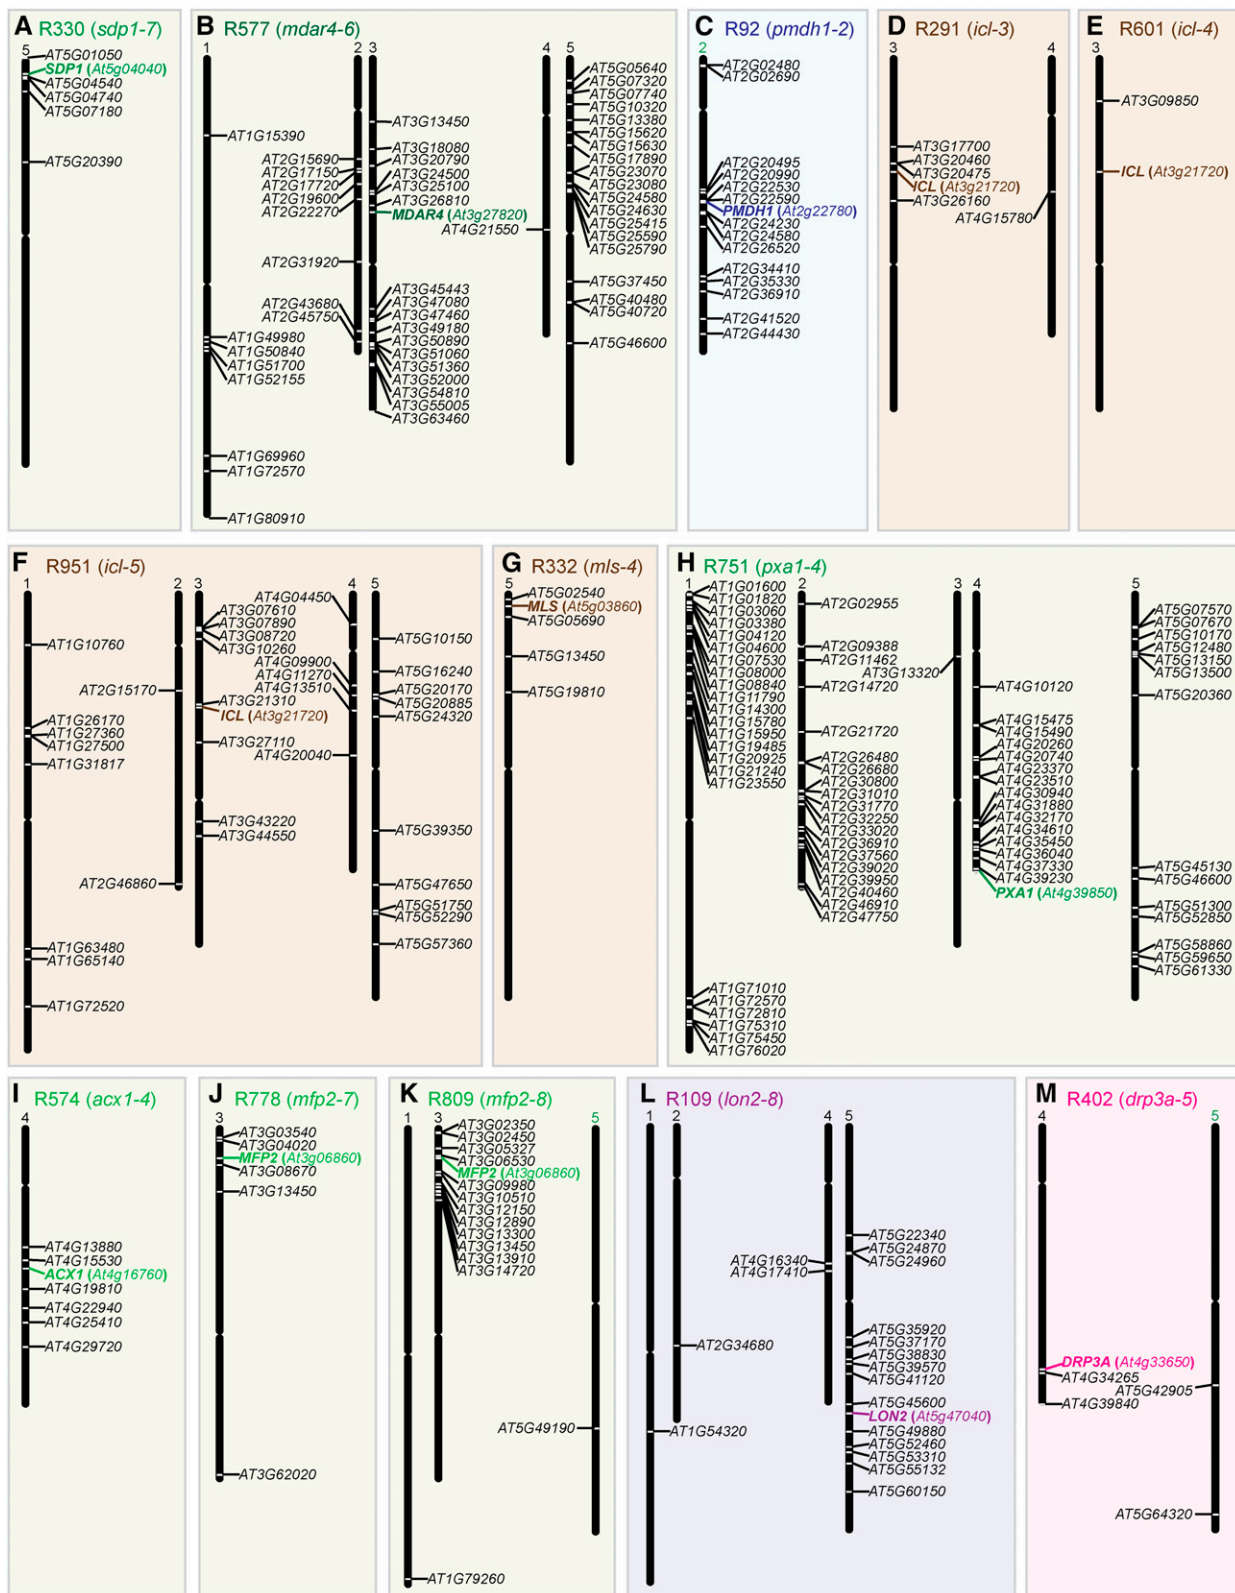 A R330 (sdp1-7)
5
AT5G01050
SDP1 (At5g04040)
AT5G04540
AT5G04740
AT5G07180
AT5G20390
B R577 (mdar4-6)
1
AT1G15390
AT1G49980
AT1G50840
AT1G51700
AT1G52155
AT1G69960
AT1G72570
AT1G80910
2
AT2G15690
AT2G17150
AT2G17720
AT2G19600
AT2G22270
AT2G31920
AT2G43680
AT2G45750
3
AT3G13450
AT3G18080
AT3G20790
AT3G24500
AT3G25100
AT3G26810
MDAR4 (At3g27820)
AT3G45443
AT3G47080
AT3G47460
AT3G49180
AT3G50890
AT3G51060
AT3G51360
AT3G52000
AT3G54810
AT3G55005
AT3G63460
4
AT4G21550
5
AT5G05640
AT5G07320
AT5G07740
AT5G10320
AT5G13380
AT5G15620
AT5G15630
AT5G17890
AT5G23070
AT5G23080
AT5G24580
AT5G24630
AT5G25415
AT5G25590
AT5G25790
AT5G37450
AT5G40480
AT5G40720
AT5G46600
C R92 (pmdh1-2)
2
AT2G02480
AT2G02690
AT2G20495
AT2G20990
AT2G22530
AT2G22590
PMDH1 (At2g22780)
AT2G24230
AT2G24580
AT2G26520
AT2G34410
AT2G35330
AT2G36910
AT2G41520
AT2G44430
D R291 (icl-3)
3
AT3G17700
AT3G20460
AT3G20475
ICL (At3g21720)
AT3G26160
4
AT4G15780
E R601 (icl-4)
3
AT3G09850
ICL (At3g21720)
F R951 (icl-5)
1
AT1G10760
AT1G26170
AT1G27360
AT1G27500
AT1G31817
AT1G63480
AT1G65140
AT1G72520
2
AT2G15170
AT2G46860
3
AT3G07610
AT3G07890
AT3G08720
AT3G10260
AT3G21310
ICL (At3g21720)
AT3G27110
AT3G43220
AT3G44550
4
AT4G04450
AT4G09900
AT4G11270
AT4G13510
AT4G20040
5
AT5G10150
AT5G16240
AT5G20170
AT5G20885
AT5G24320
AT5G39350
AT5G47650
AT5G51750
AT5G52290
AT5G57360
G R332 (mls-4)
5
AT5G02540
MLS (At5g03860)
AT5G05690
AT5G13450
AT5G19810
H R751 (pxa1-4)
1
AT1G01600
AT1G01820
AT1G03060
AT1G03380
AT1G04120
AT1G04600
AT1G07530
AT1G08000
AT1G08840
AT1G11790
AT1G14300
AT1G15780
AT1G15950
AT1G19485
AT1G20925
AT1G21240
AT1G23550
AT1G71010
AT1G72570
AT1G72810
AT1G75310
AT1G75450
AT1G76020
2
AT2G02955
AT2G09388
AT2G11462
AT2G14720
AT2G21720
AT2G26480
AT2G26680
AT2G30800
AT2G31010
AT2G31770
AT2G32250
AT2G33020
AT2G36910
AT2G37560
AT2G39020
AT2G39950
AT2G40460
AT2G46910
AT2G47750
3
AT3G13320
4
AT4G10120
AT4G15475
AT4G15490
AT4G20260
AT4G20740
AT4G23370
AT4G23510
AT4G30940
AT4G31880
AT4G32170
AT4G34610
AT4G35450
AT4G36040
AT4G37330
AT4G39230
PXA1 (At4g39850)
5
AT5G07570
AT5G07670
AT5G10170
AT5G12480
AT5G13150
AT5G13500
AT5G20360
AT5G45130
AT5G46600
AT5G51300
AT5G52850
AT5G58860
AT5G59650
AT5G61330
I R574 (acx1-4)
4
AT4G13880
AT4G15530
ACX1 (At4g16760)
AT4G19810
AT4G22940
AT4G25410
AT4G29720
J R778 (mfp2-7)
3
AT3G03540
AT3G04020
MFP2 (At3g06860)
AT3G08670
AT3G13450
AT3G62020
K R809 (mfp2-8)
1
AT1G79260
3
AT3G02350
AT3G02450
AT3G05327
AT3G06530
MFP2 (At3g06860)
AT3G09980
AT3G10510
AT3G12150
AT3G12890
AT3G13300
AT3G13450
AT3G13910
AT3G14720
5
AT5G49190
L R109 (lon2-8)
1
AT1G54320
2
AT2G34680
4
AT4G16340
AT4G17410
5
AT5G22340
AT5G24870
AT5G24960
AT5G35920
AT5G37170
AT5G38830
AT5G39570
AT5G41120
AT5G45600
LON2 (At5g47040)
AT5G49880
AT5G52460
AT5G53310
AT5G55132
AT5G60150
M R402 (drp3a-5)
4
DRP3A (At4g33650)
AT4G34265
AT4G39840
5
AT5G42905
AT5G64320